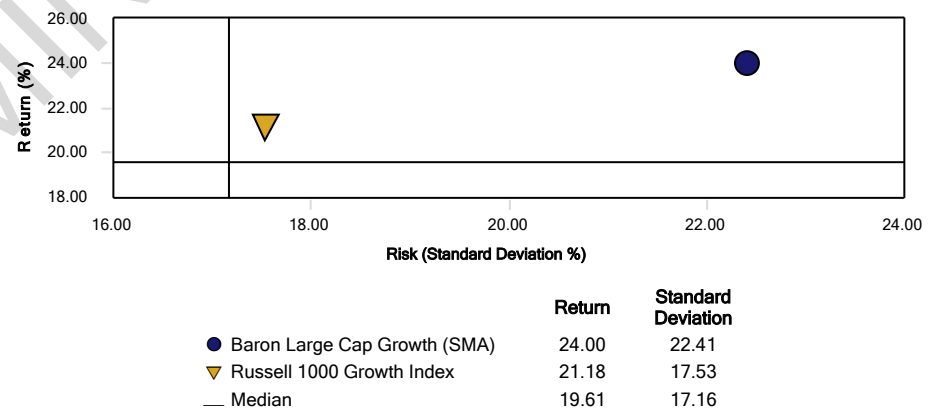 26.00
24.00
22.00
20.00
18.00
Return (%)
16.00 18.00 20.00 22.00 24.00
Risk (Standard Deviation %)
Return Standard Deviation
Baron Large Cap Growth (SMA) 24.00 22.41
Russell 1000 Growth Index 21.18 17.53
Median 19.61 17.16